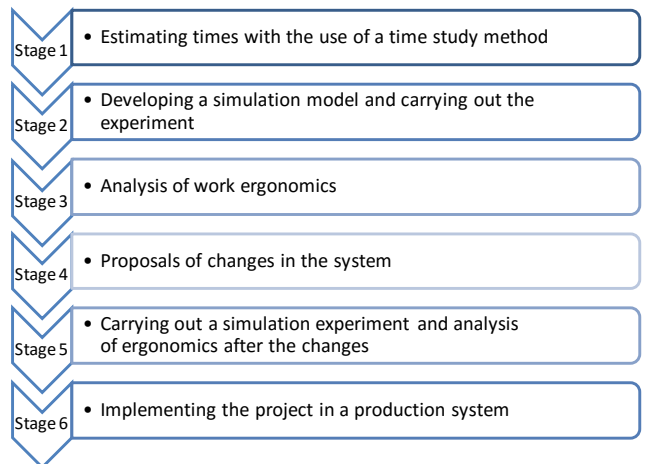 Stage 1
• Estimating times with the use of a time study method
Stage 2
• Developing a simulation model and carrying out the
experiment
Stage 3
• Analysis of work ergonomics
Stage 4
• Proposals of changes in the system
Stage 5
• Carrying out a simulation experiment and analysis
of ergonomics after the changes
Stage 6
• Implementing the project in a production system